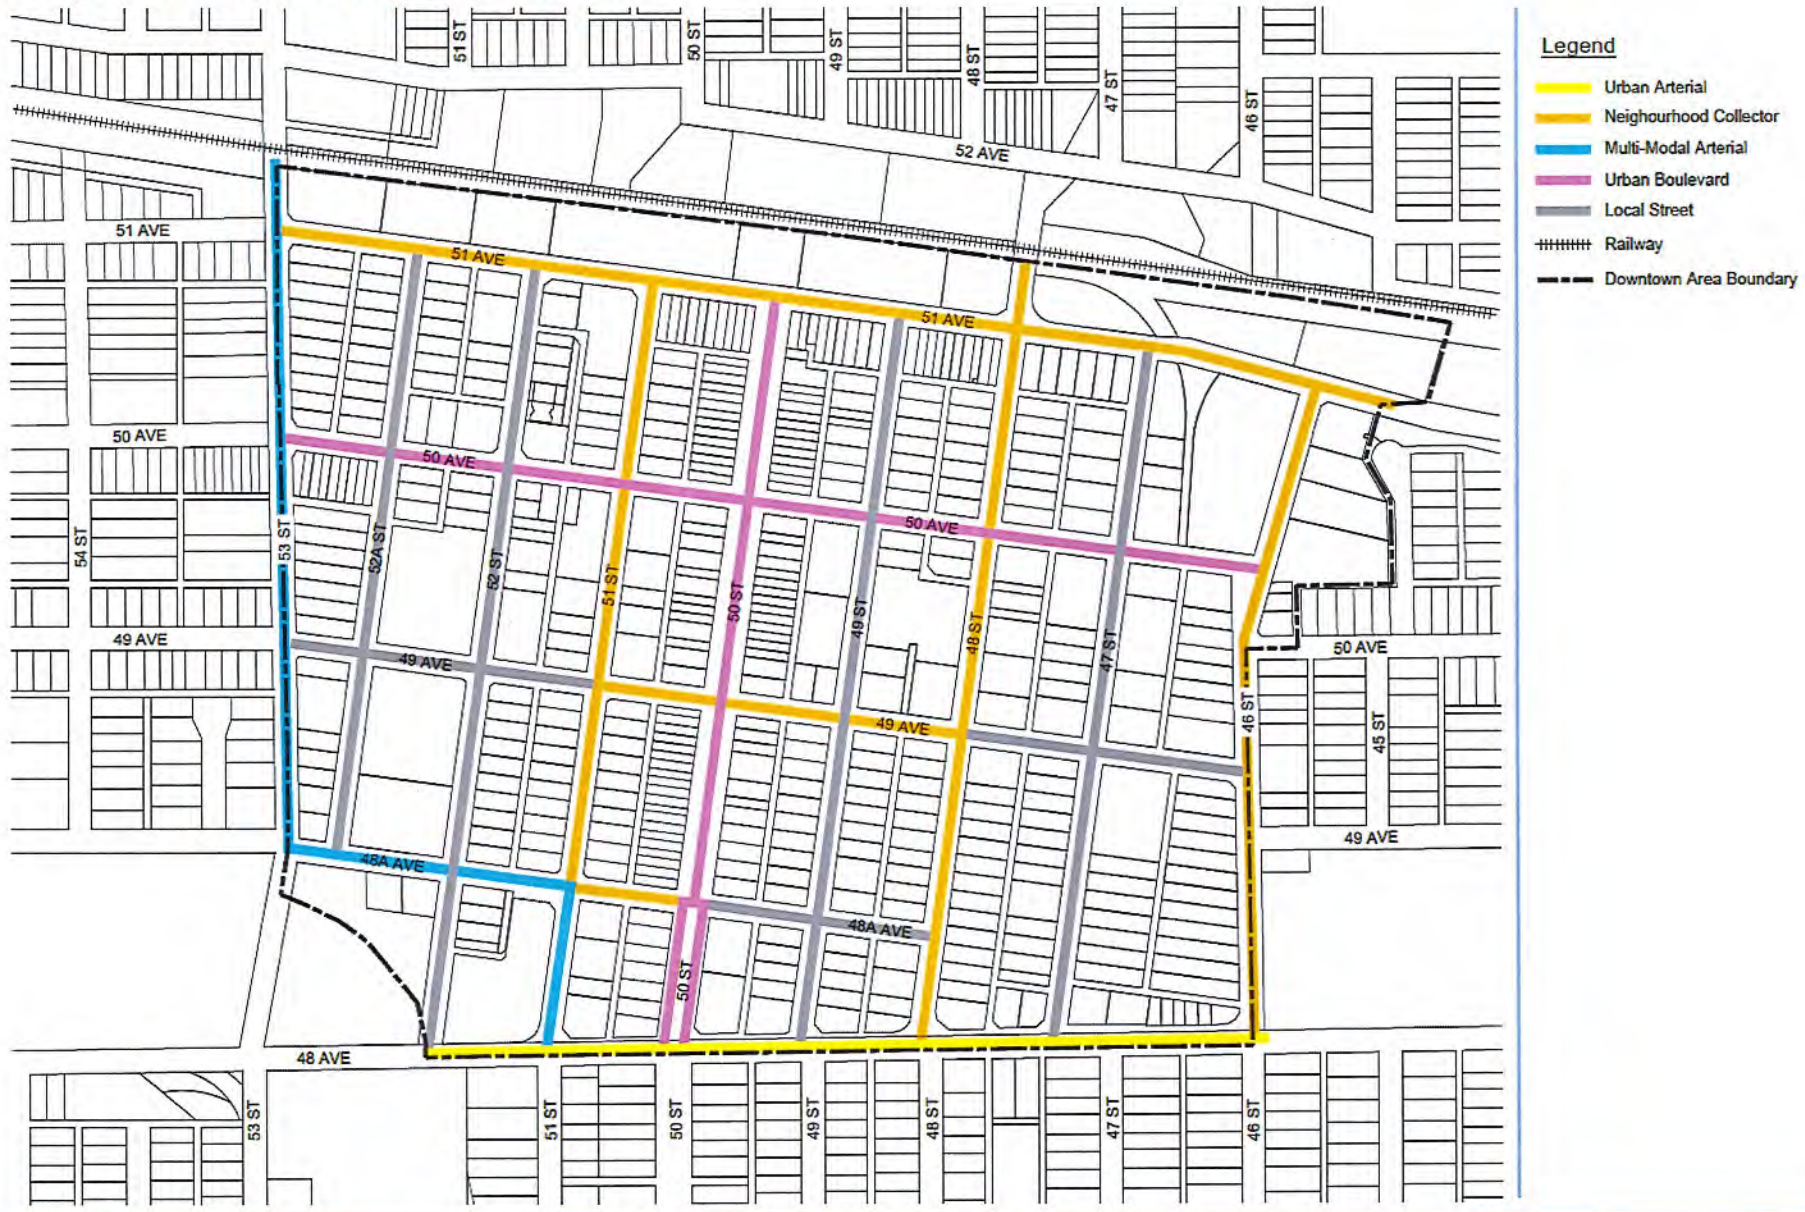 51 ST
50 ST
49 ST
48 ST
47 ST
46 ST
52 AVE
51 AVE
51 AVE
51 AVE
50 AVE
50 AVE
50 AVE
54 ST
53 ST
52A ST
52 ST
51 ST
50 ST
49 ST
48 ST
47 ST
49 AVE
50 AVE
49 AVE
49 AVE
46 ST
45 ST
49 AVE
48A AVE
48A AVE
50 ST
48 AVE
53 ST
51 ST
50 ST
49 ST
48 ST
47 ST
46 ST
Legend
Urban Arterial
Neighourhood Collector
Multi-Modal Arterial
Urban Boulevard
Local Street
Railway
Downtown Area Boundary